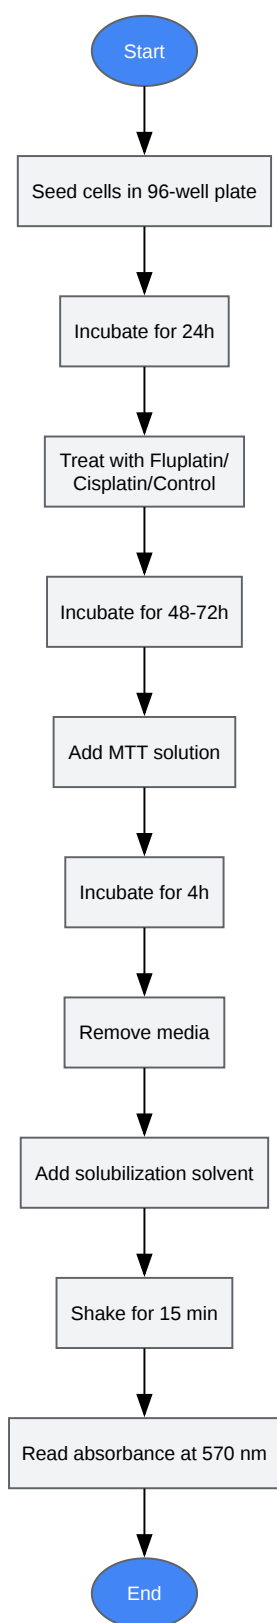 Start
Seed cells in 96-well plate
Incubate for 24h
Treat with Fluplatin/
Cisplatin/Control
Incubate for 48-72h
Add MTT solution
Incubate for 4h
Remove media
Add solubilization solvent
Shake for 15 min
Read absorbance at 570 nm
End